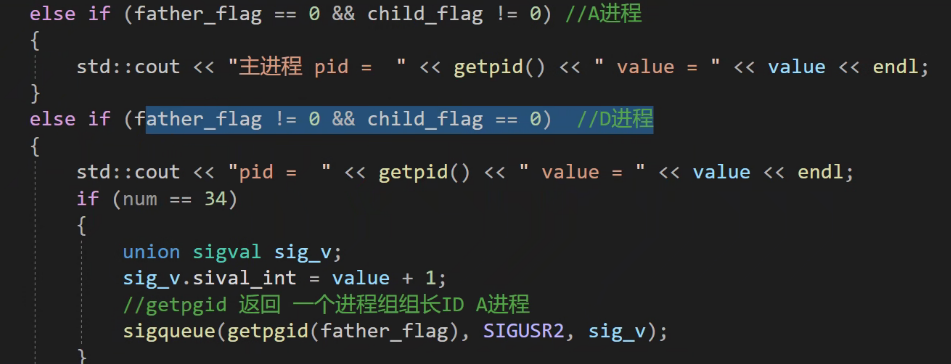 else if (father_flag == 0 && child_flag != 0) //A进程
{
std::cout << "主进程 pid =  " << getpid() << " value = " << value << endl;
}
else if (father_flag != 0 && child_flag == 0)  //D进程
{
std::cout << "pid =  " << getpid() << " value = " << value << endl;
if (num == 34)
{
union sigval sig_v;
sig_v.sival_int = value + 1;
//getpgid 返回 一个进程组组长ID A进程
sigqueue(getpgid(father_flag), SIGUSR2, sig_v);
}